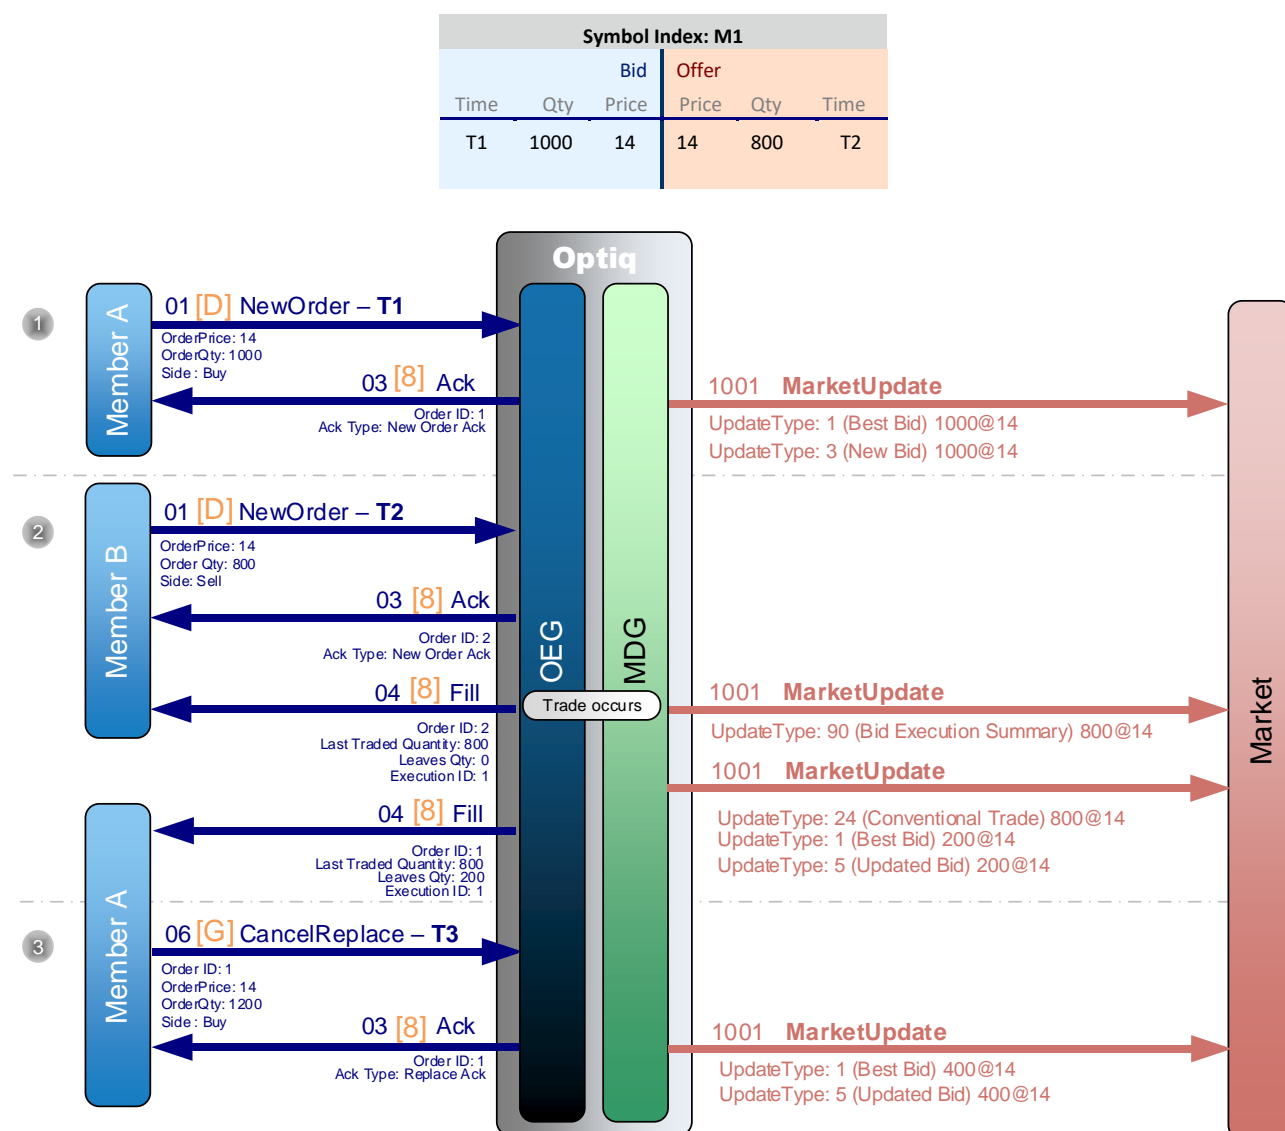 Symbol Index: M1
Bid Offer
Time Qty Price Price Qty Time
T1 1000 14 14 800 T2
Optiq
1
Member A
01 [D] NewOrder – T1
OrderPrice: 14
OrderQty: 1000
Side : Buy
03 [8] Ack
Order ID: 1
Ack Type: New Order Ack
1001 MarketUpdate
UpdateType: 1 (Best Bid) 1000@14
UpdateType: 3 (New Bid) 1000@14
2
Member B
01 [D] NewOrder – T2
OrderPrice: 14
Order Qty: 800
Side: Sell
03 [8] Ack
Order ID: 2
Ack Type: New Order Ack
OEG
MDG
Market
04 [8] Fill
Trade occurs
Order ID: 2
Last Traded Quantity: 800
Leaves Qty: 0
Execution ID: 1
1001 MarketUpdate
UpdateType: 90 (Bid Execution Summary) 800@14
1001 MarketUpdate
UpdateType: 24 (Conventional Trade) 800@14
UpdateType: 1 (Best Bid) 200@14
UpdateType: 5 (Updated Bid) 200@14
Member A
04 [8] Fill
Order ID: 1
Last Traded Quantity: 800
Leaves Qty: 200
Execution ID: 1
3
06 [G] CancelReplace – T3
Order ID: 1
OrderPrice: 14
OrderQty: 1200
Side : Buy
03 [8] Ack
Order ID: 1
Ack Type: Replace Ack
1001 MarketUpdate
UpdateType: 1 (Best Bid) 400@14
UpdateType: 5 (Updated Bid) 400@14